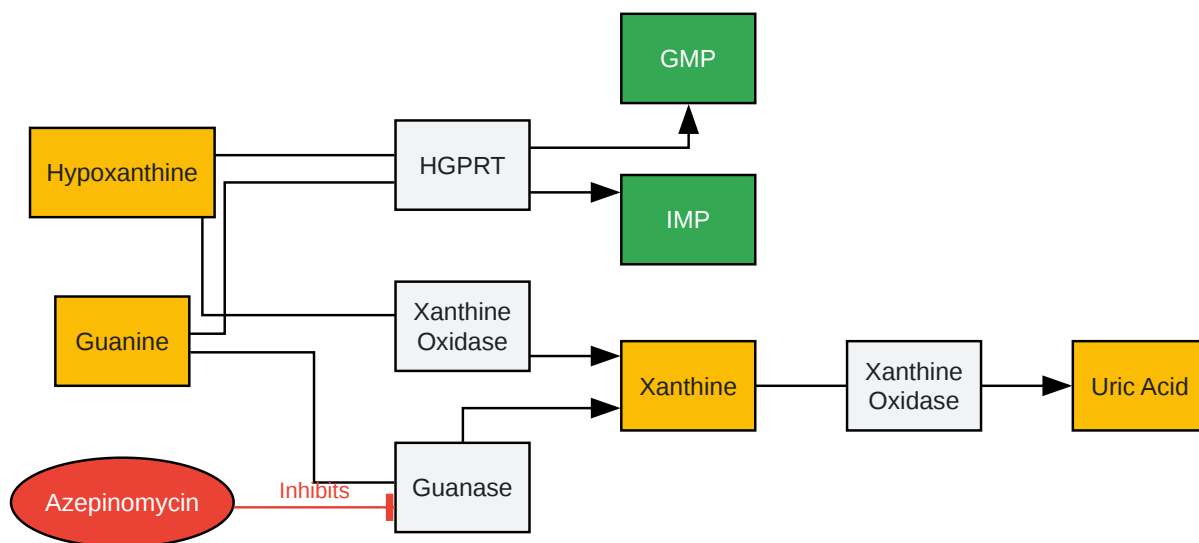 GMP
Hypoxanthine
HGPRT
IMP
Guanine
Xanthine
Oxidase
Xanthine
Xanthine
Oxidase
Uric Acid
Azepinomycin
Inhibits
Guanase